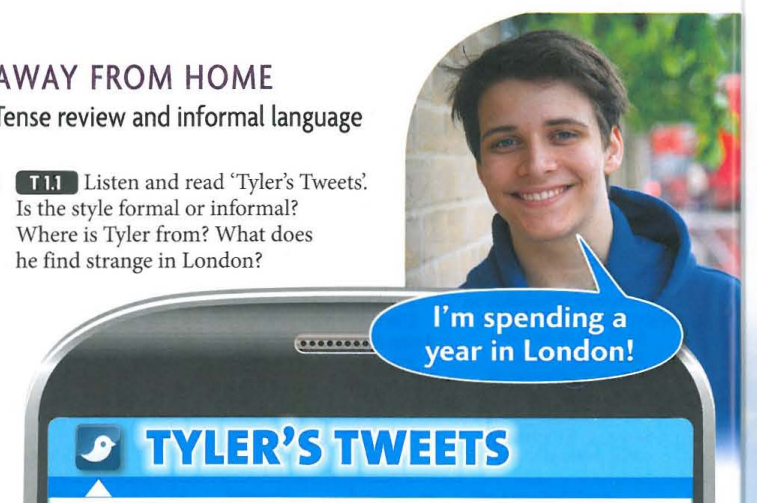 AWAY FROM HOME
Tense review and informal language
T 1.1 Listen and read ‘Tyler’s Tweets’.
Is the style formal or informal?
Where is Tyler from? What does
he find strange in London?
I'm spending a
year in London!
TYLER'S TWEETS